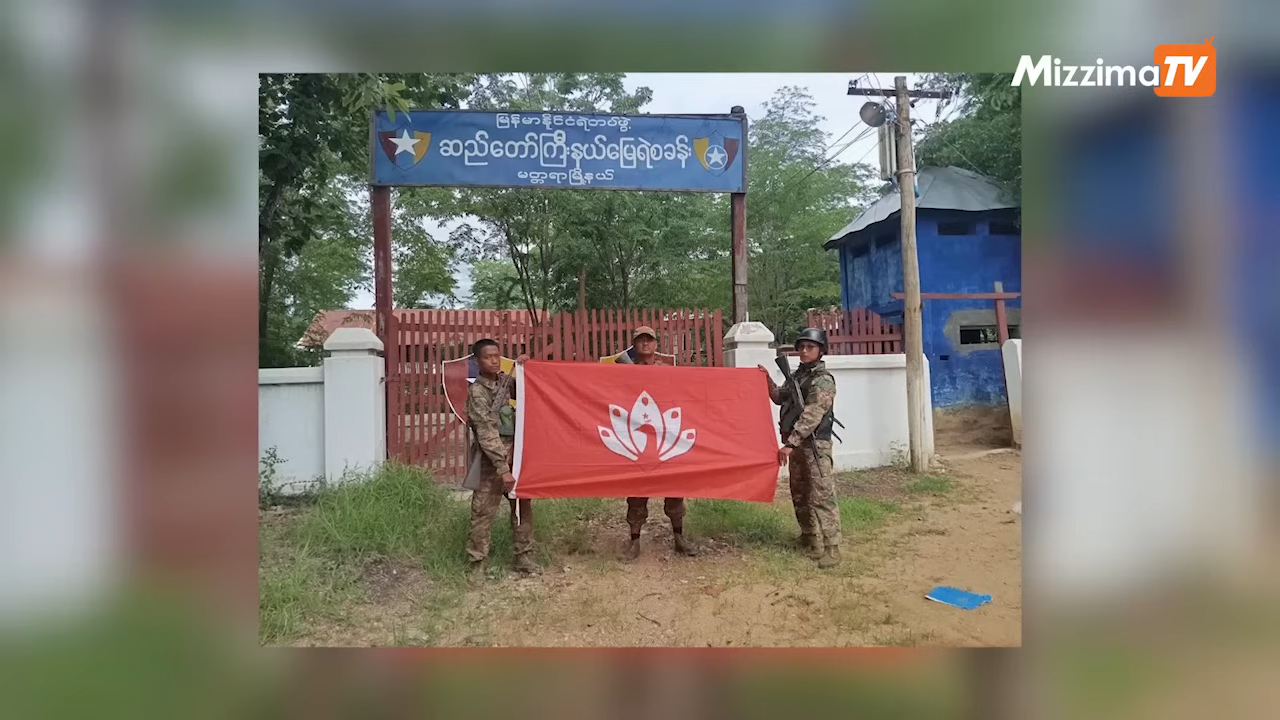 MizzimaTV
မြန်မာနိုင်ငံရဲတပ်ဖွဲ့
ဆည်တော်ကြီးနယ်မြေရဲစခန်း
မတ္တရာမြို့နယ်